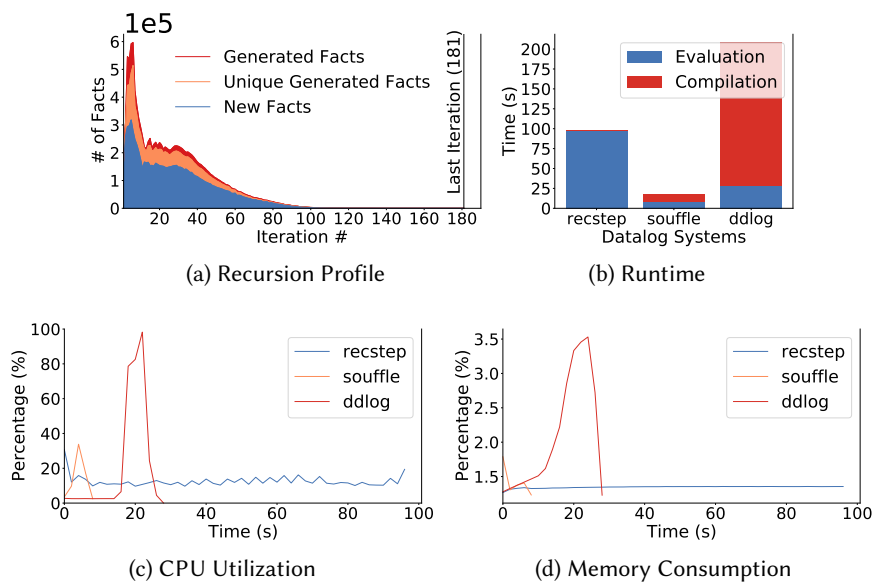 1e5
# of Facts
6
5
4
3
2
1
0
Generated Facts
Unique Generated Facts
New Facts
Last Iteration (181)
20 40 60 80 100 120 140 160 180
Iteration #
(a) Recursion Profile
Time (s)
200
175
150
125
100
75
50
25
0
Evaluation
Compilation
recstep souffle ddlog
Datalog Systems
(b) Runtime
Percentage (%)
100
80
60
40
20
0
recstep
souffle
ddlog
0 20 40 60 80 100
Time (s)
(c) CPU Utilization
Percentage (%)
3.5
3.0
2.5
2.0
1.5
recstep
souffle
ddlog
0 20 40 60 80 100
Time (s)
(d) Memory Consumption